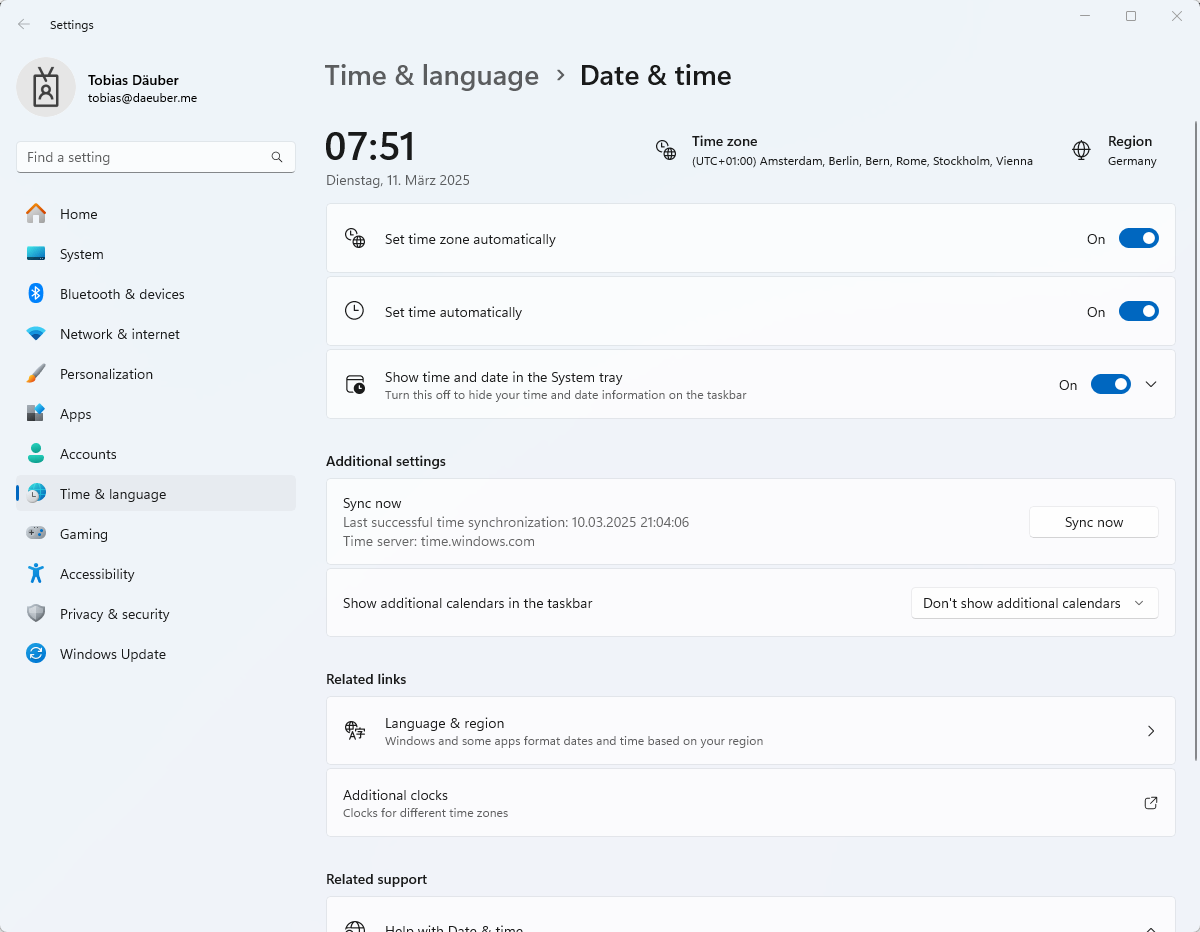 Settings
Tobias Däuber
tobias@daeuber.me
Find a setting
Home
System
Bluetooth & devices
Network & internet
Personalization
Apps
Accounts
Time & language
Gaming
Accessibility
Privacy & security
Windows Update
Time & language › Date & time
07:51
Dienstag, 11. März 2025
Time zone
(UTC+01:00) Amsterdam, Berlin, Bern, Rome, Stockholm, Vienna
Region
Germany
Set time zone automatically
On
Set time automatically
On
Show time and date in the System tray
Turn this off to hide your time and date information on the taskbar
On
Additional settings
Sync now
Last successful time synchronization: 10.03.2025 21:04:06
Time server: time.windows.com
Sync now
Show additional calendars in the taskbar
Don't show additional calendars
Related links
Language & region
Windows and some apps format dates and time based on your region
Additional clocks
Clocks for different time zones
Related support
Help with Date & time